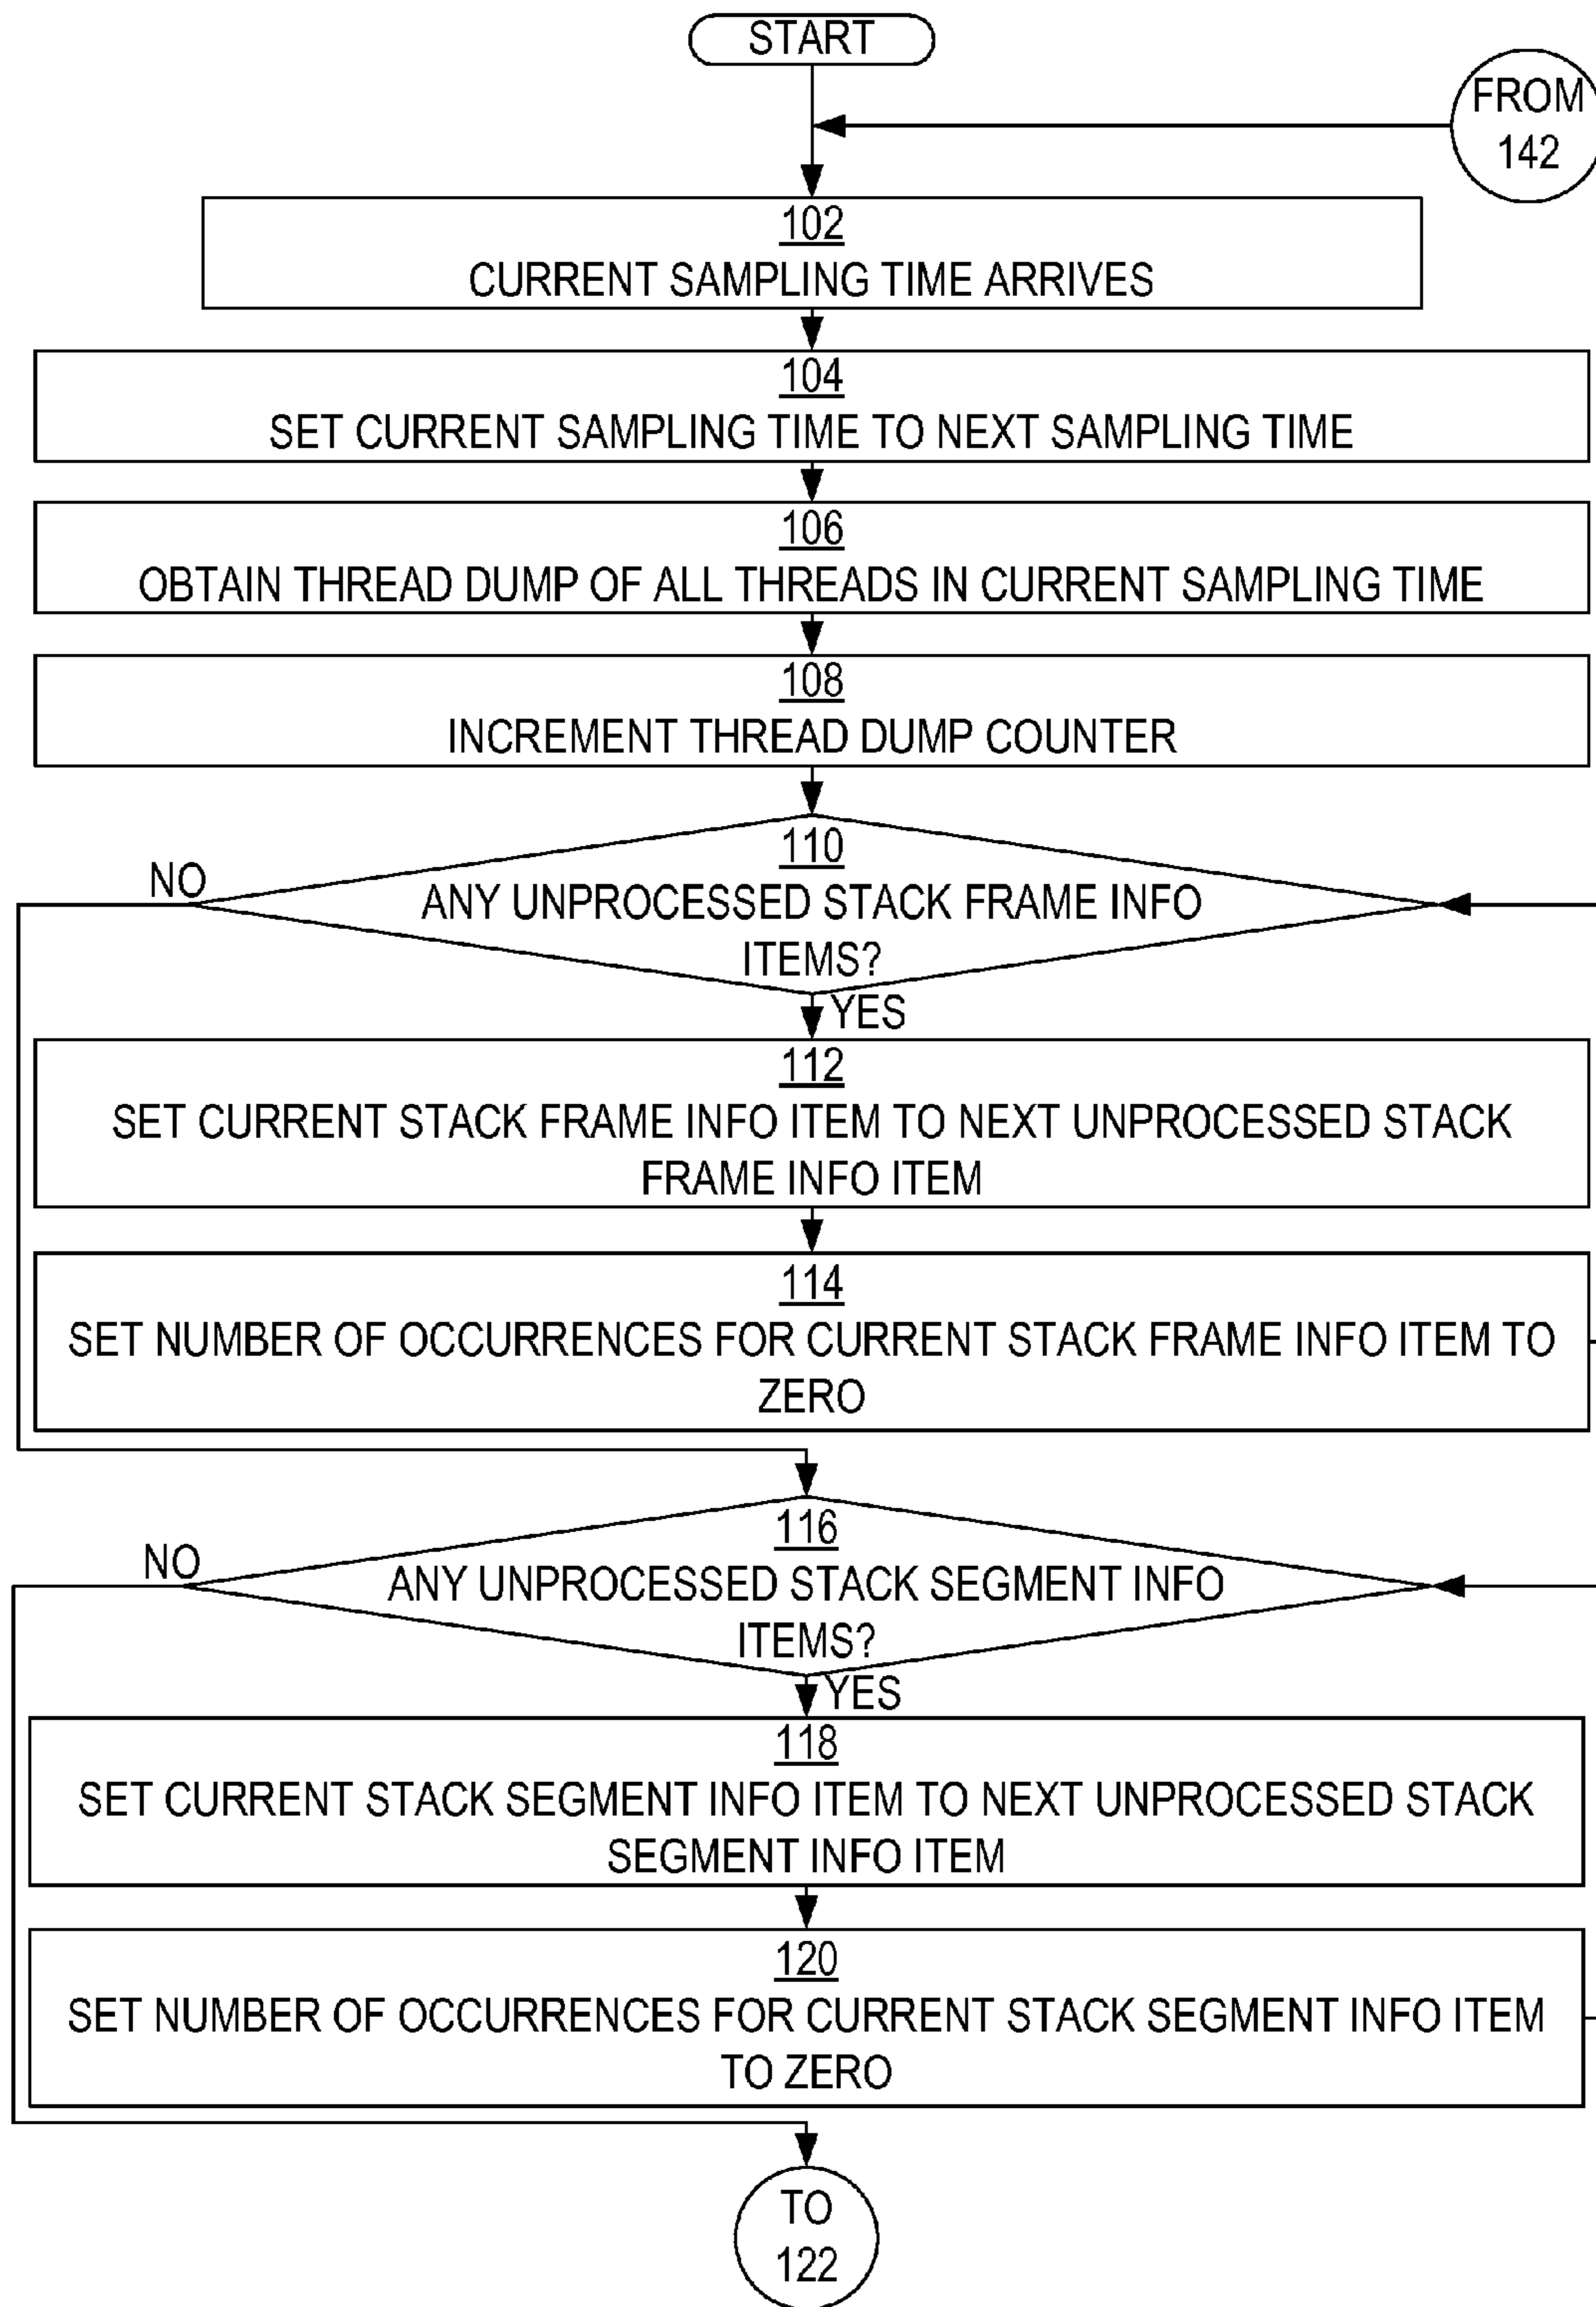 START
FROM
142
102
CURRENT SAMPLING TIME ARRIVES
104
SET CURRENT SAMPLING TIME TO NEXT SAMPLING TIME
106
OBTAIN THREAD DUMP OF ALL THREADS IN CURRENT SAMPLING TIME
108
INCREMENT THREAD DUMP COUNTER
110
NO
ANY UNPROCESSED STACK FRAME INFO
ITEMS?
YES
112
SET CURRENT STACK FRAME INFO ITEM TO NEXT UNPROCESSED STACK
FRAME INFO ITEM
114
SET NUMBER OF OCCURRENCES FOR CURRENT STACK FRAME INFO ITEM TO
ZERO
116
NO
ANY UNPROCESSED STACK SEGMENT INFO
ITEMS?
YES
118
SET CURRENT STACK SEGMENT INFO ITEM TO NEXT UNPROCESSED STACK
SEGMENT INFO ITEM
120
SET NUMBER OF OCCURRENCES FOR CURRENT STACK SEGMENT INFO ITEM
TO ZERO
TO
122